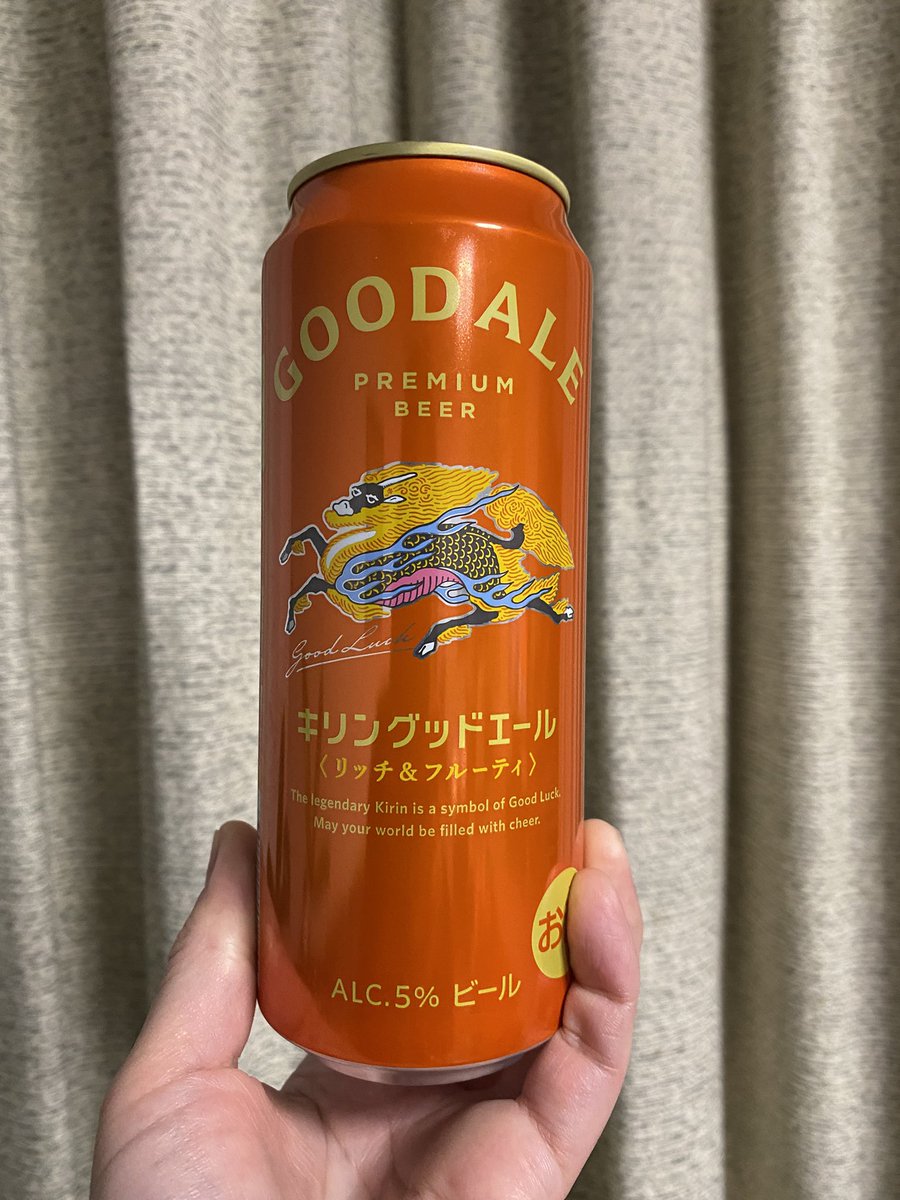 GOOD ALE
PREMIUM
BEER
Good Luck
キリングッドエール
〈リッチ＆フルーティ〉
The legendary Kirin is a symbol of Good Luck.
May your world be filled with cheer.
お
ALC.5% ビール